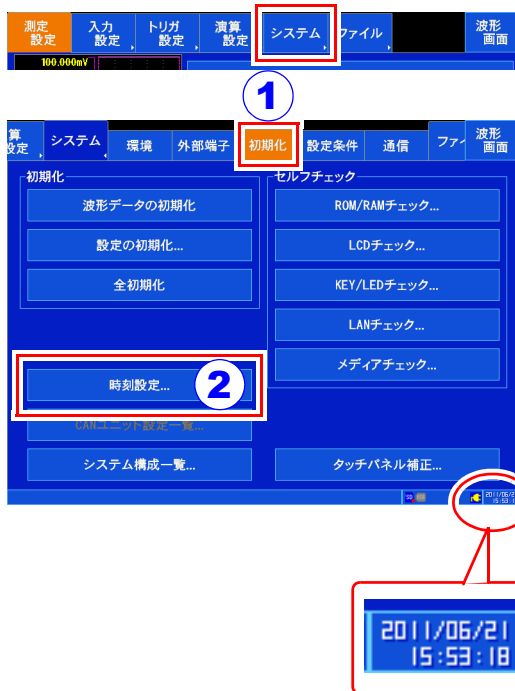 測定
設定
入力
設定
トリガ
設定
演算
設定
システム
ファイル
波形
画面
100.000mV
1
算
設定
システム
環境
外部端子
初期化
設定条件
通信
ファイ
波形
画面
初期化
波形データの初期化
設定の初期化...
全初期化
セルフチェック
ROM/RAMチェック...
LCDチェック...
KEY/LEDチェック...
LANチェック...
メディアチェック...
時刻設定...
2
CANユニット設定一覧...
システム構成一覧...
タッチパネル補正...
2011/06/2
15:53:1
2011/06/21
15:53:18